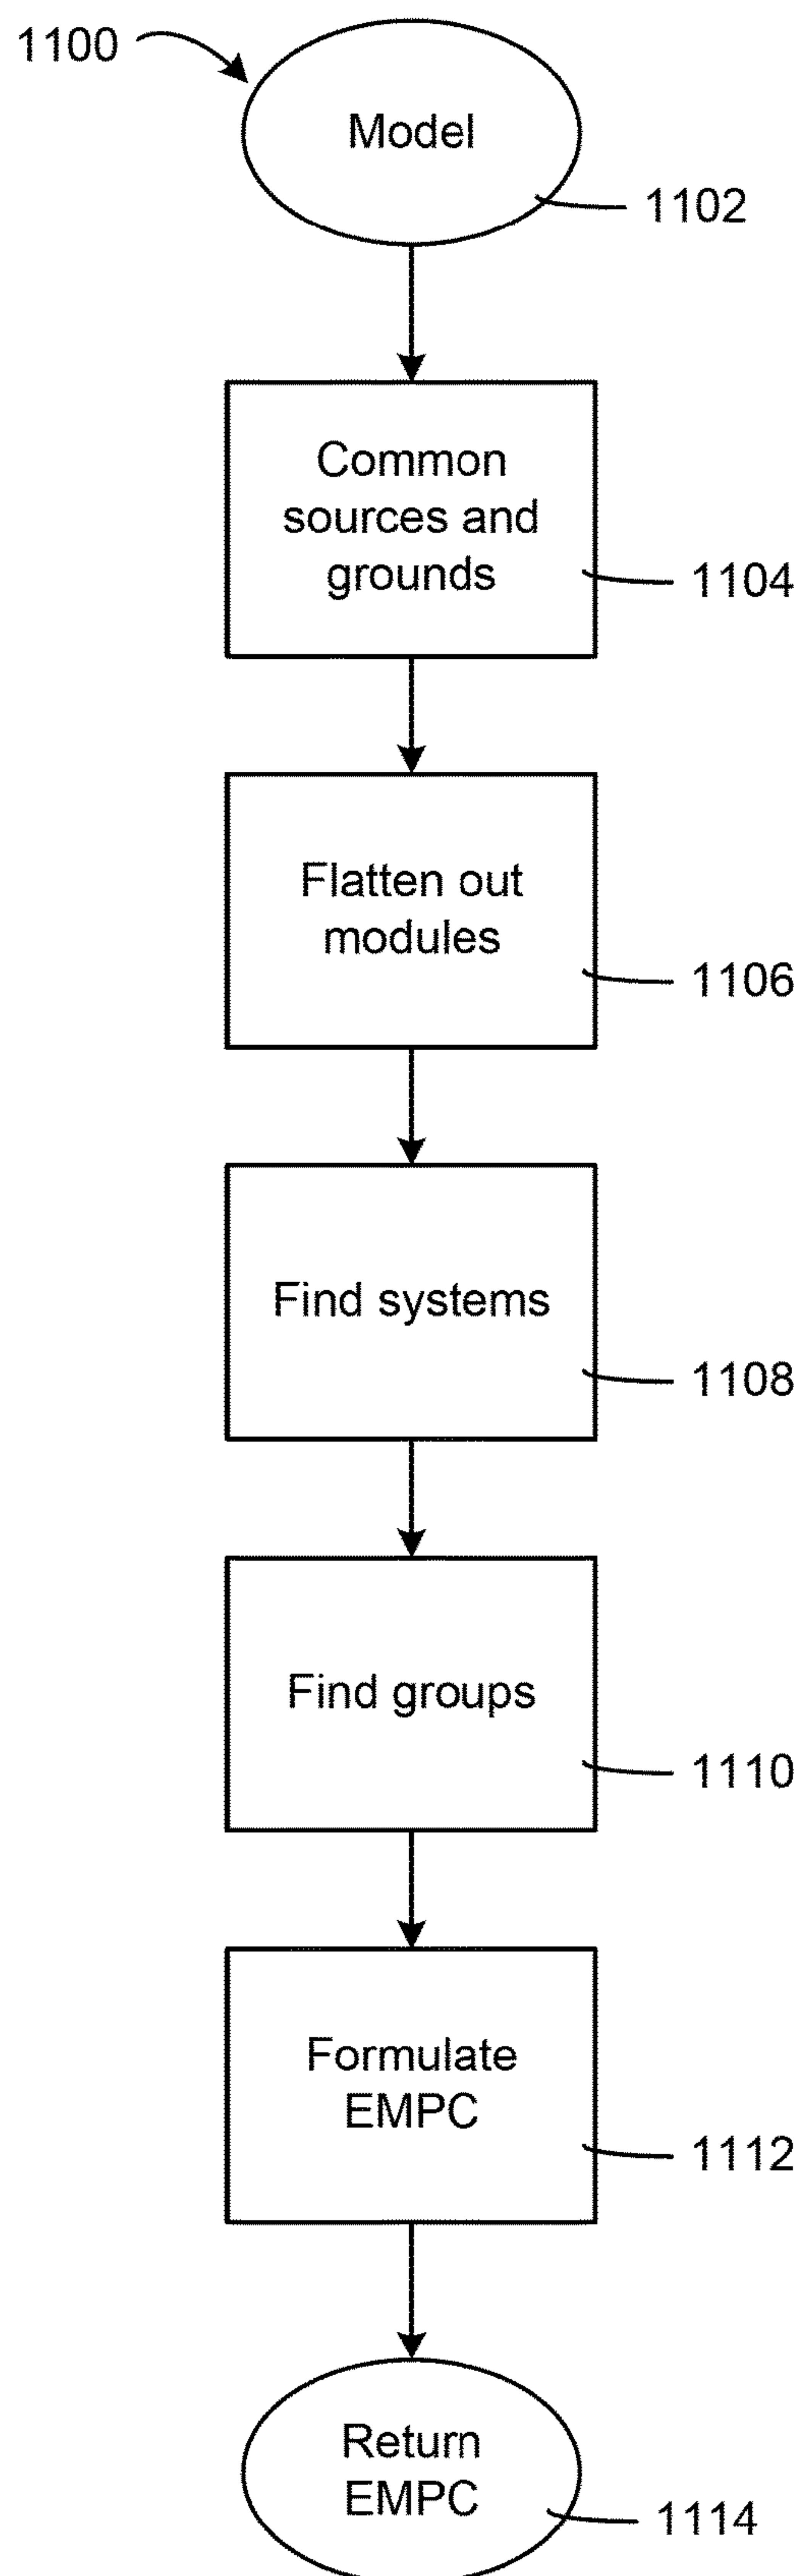 1100
Model
1102
Common
sources and
grounds
1104
Flatten out
modules
1106
Find systems
1108
Find groups
1110
Formulate
EMPC
1112
Return
EMPC
1114